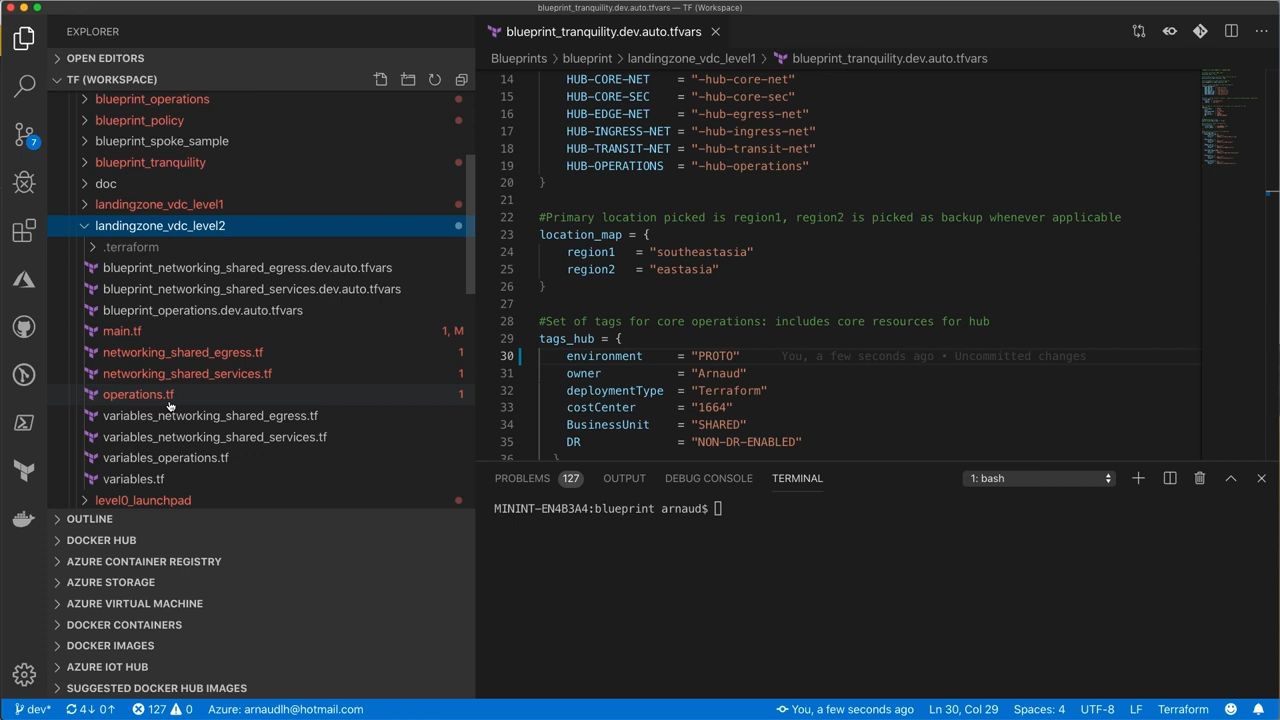 blueprint_tranquility.dev.auto.tfvars — TF (Workspace)
EXPLORER
OPEN EDITORS
TF (WORKSPACE)
blueprint_operations
blueprint_policy
blueprint_spoke_sample
blueprint_tranquility
doc
landingzone_vdc_level1
landingzone_vdc_level2
.terraform
blueprint_networking_shared_egress.dev.auto.tfvars
blueprint_networking_shared_services.dev.auto.tfvars
blueprint_operations.dev.auto.tfvars
main.tf 1, M
networking_shared_egress.tf 1
networking_shared_services.tf 1
operations.tf 1
variables_networking_shared_egress.tf
variables_networking_shared_services.tf
variables_operations.tf
variables.tf
level0_launchpad
OUTLINE
DOCKER HUB
AZURE CONTAINER REGISTRY
AZURE STORAGE
AZURE VIRTUAL MACHINE
DOCKER CONTAINERS
DOCKER IMAGES
AZURE IOT HUB
SUGGESTED DOCKER HUB IMAGES
7
blueprint_tranquility.dev.auto.tfvars
Blueprints > blueprint > landingzone_vdc_level1 > blueprint_tranquility.dev.auto.tfvars
14 HUB-CORE-NET = "-hub-core-net"
15 HUB-CORE-SEC = "-hub-core-sec"
16 HUB-EDGE-NET = "-hub-egress-net"
17 HUB-INGRESS-NET = "-hub-ingress-net"
18 HUB-TRANSIT-NET = "-hub-transit-net"
19 HUB-OPERATIONS = "-hub-operations"
20 }
21
22 #Primary location picked is region1, region2 is picked as backup whenever applicable
23 location_map = {
24 region1 = "southeastasia"
25 region2 = "eastasia"
26 }
27
28 #Set of tags for core operations: includes core resources for hub
29 tags_hub = {
30 environment = "PROTO" You, a few seconds ago • Uncommitted changes
31 owner = "Arnaud"
32 deploymentType = "Terraform"
33 costCenter = "1664"
34 BusinessUnit = "SHARED"
35 DR = "NON-DR-ENABLED"
36 }
PROBLEMS 127 OUTPUT DEBUG CONSOLE TERMINAL 1: bash
MININT-EN4B3A4:blueprint arnaud$
dev* 4↓ 0↑ 127 0 Azure: arnaudlh@hotmail.com You, a few seconds ago Ln 30, Col 29 Spaces: 4 UTF-8 LF Terraform